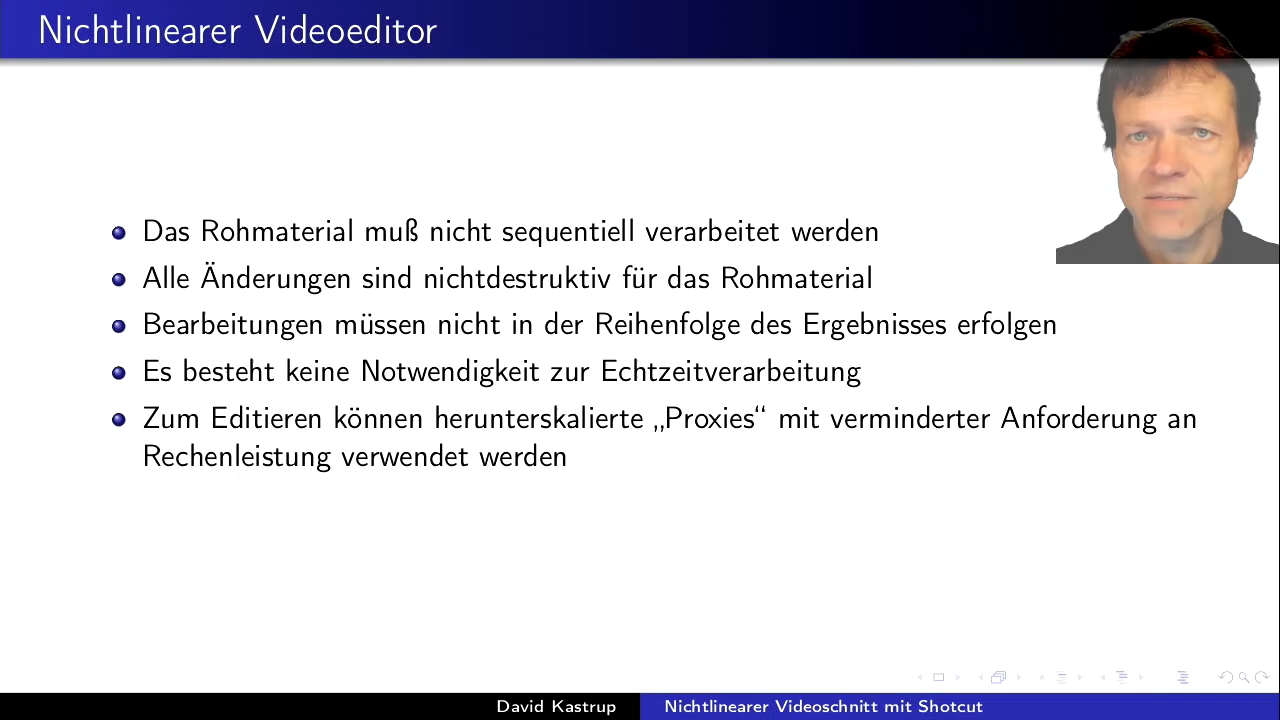 Nichtlinearer Videoeditor
Das Rohmaterial muß nicht sequentiell verarbeitet werden
Alle Änderungen sind nichtdestruktiv für das Rohmaterial
Bearbeitungen müssen nicht in der Reihenfolge des Ergebnisses erfolgen
Es besteht keine Notwendigkeit zur Echtzeitverarbeitung
Zum Editieren können herunterskalierte „Proxies“ mit verminderter Anforderung an
Rechenleistung verwendet werden
David Kastrup
Nichtlinearer Videoschnitt mit Shotcut